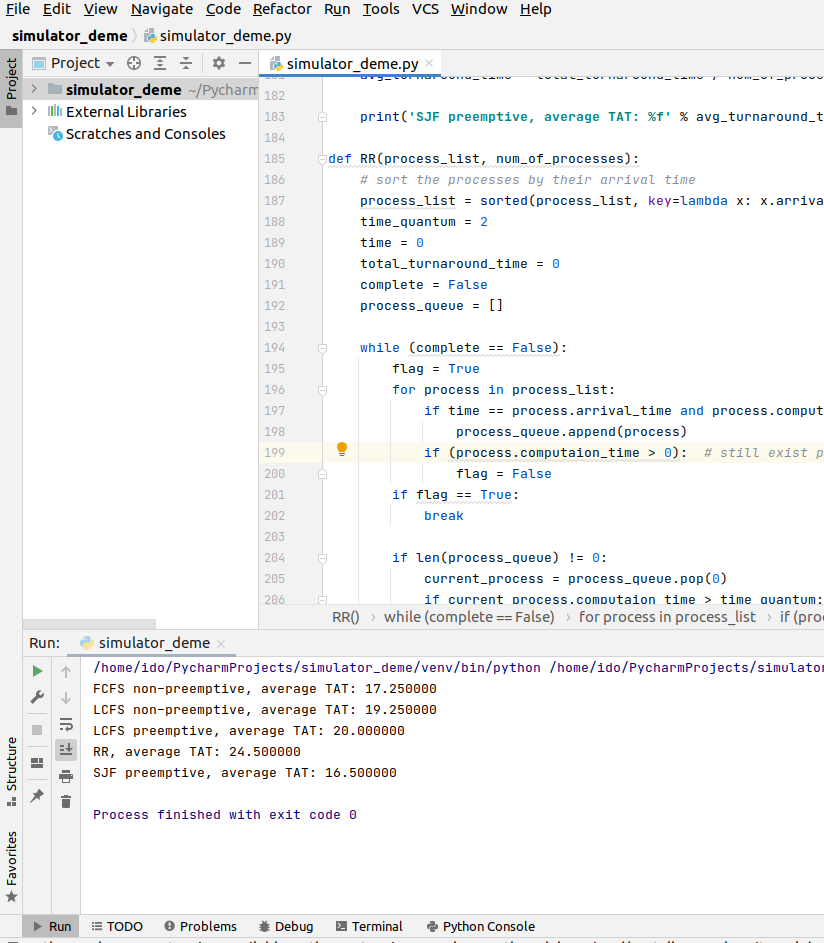 File Edit View Navigate Code Refactor Run Tools VCS Window Help
simulator_deme simulator_deme.py
Project simulator_deme.py
Project
simulator_deme ~/Pycharm
External Libraries
Scratches and Consoles
182
183 print('SJF preemptive, average TAT: %f' % avg_turnaround_t
184
185 def RR(process_list, num_of_processes):
186 # sort the processes by their arrival time
187 process_list = sorted(process_list, key=lambda x: x.arriva
188 time_quantum = 2
189 time = 0
190 total_turnaround_time = 0
191 complete = False
192 process_queue = []
193
194 while (complete == False):
195 flag = True
196 for process in process_list:
197 if time == process.arrival_time and process.comput
198 process_queue.append(process)
199 if (process.computaion_time > 0): # still exist p
200 flag = False
201 if flag == True:
202 break
203
204 if len(process_queue) != 0:
205 current_process = process_queue.pop(0)
206 if current_process.computaion_time > time_quantum:
RR() › while (complete == False) › for process in process_list › if (proc
Run: simulator_deme
/home/ido/PycharmProjects/simulator_deme/venv/bin/python /home/ido/PycharmProjects/simulator
FCFS non-preemptive, average TAT: 17.250000
LCFS non-preemptive, average TAT: 19.250000
LCFS preemptive, average TAT: 20.000000
RR, average TAT: 24.500000
SJF preemptive, average TAT: 16.500000
Process finished with exit code 0
Structure
Favorites
Run TODO Problems Debug Terminal Python Console